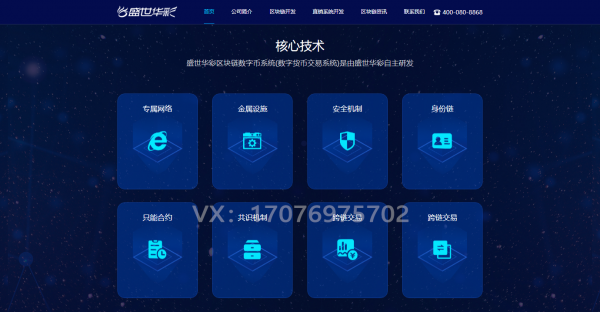 盛世华彩 首页 公司简介 区块链开发 直销系统开发 区块链资讯 联系我们 400-080-8868
核心技术
盛世华彩区块链数字币系统(数字货币交易系统)是由盛世华彩自主研发
专属网络 金属设施 安全机制 身份链
只能合约 共识机制 跨链交易 跨链交易
VX：17076975702